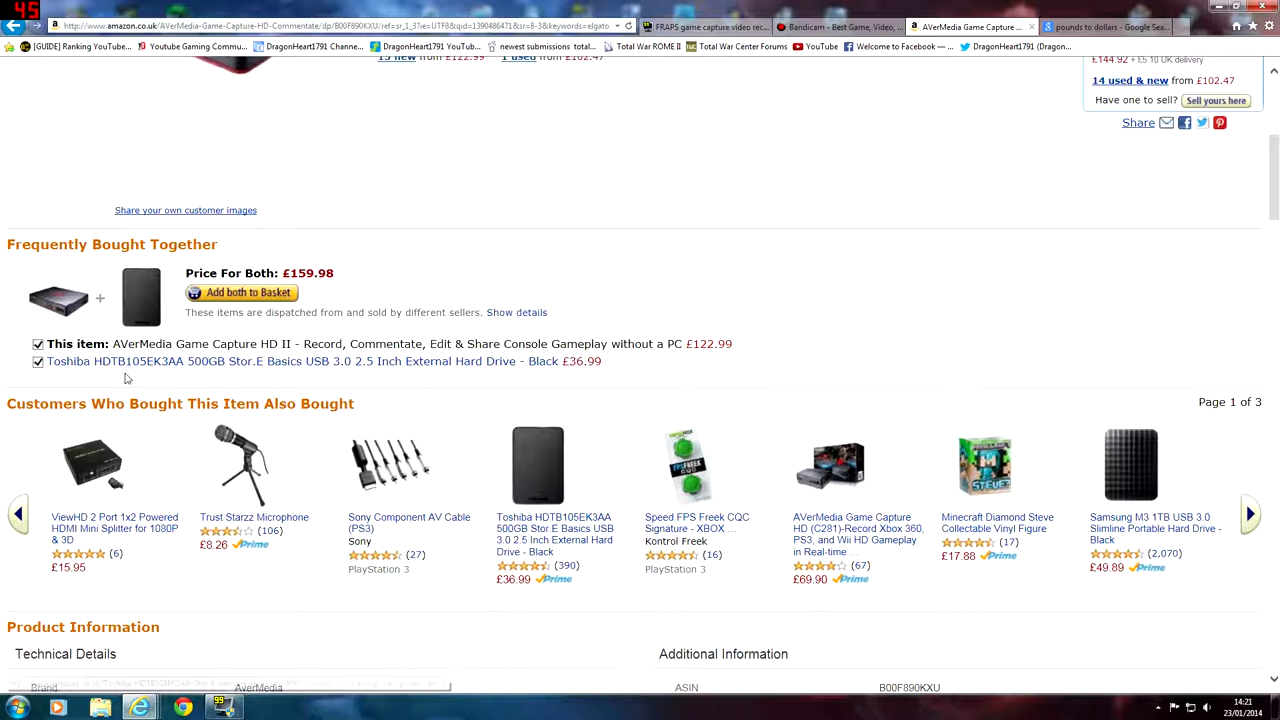 45
http://www.amazon.co.uk/AVerMedia-Game-Capture-HD-Commentate/dp/B00F890KXU/ref=sr_1_3?ie=UTF8&qid=1390486471&sr=8-3&keywords=elgato
FRAPS game capture video rec...
Bandicam - Best Game, Video, ...
AVerMedia Game Capture ...
pounds to dollars - Google Sea...
[GUIDE] Ranking YouTube...
Youtube Gaming Commu...
DragonHeart1791 Channe...
DragonHeart1791 YouTub...
newest submissions total...
Total War ROME II
Total War Center Forums
YouTube
Welcome to Facebook —...
DragonHeart1791 (Dragon...
15 new from £122.99
1 used from £102.47
£144.92 + £5.10 UK delivery
14 used & new from £102.47
Have one to sell? Sell yours here
Share
Share your own customer images
Frequently Bought Together
Price For Both: £159.98
Add both to Basket
These items are dispatched from and sold by different sellers. Show details
This item: AVerMedia Game Capture HD II - Record, Commentate, Edit & Share Console Gameplay without a PC £122.99
Toshiba HDTB105EK3AA 500GB Stor.E Basics USB 3.0 2.5 Inch External Hard Drive - Black £36.99
Customers Who Bought This Item Also Bought
Page 1 of 3
ViewHD 2 Port 1x2 Powered
HDMI Mini Splitter for 1080P
& 3D
(6)
£15.95
Trust Starzz Microphone
(106)
£8.26 Prime
Sony Component AV Cable
(PS3)
Sony
(27)
PlayStation 3
Toshiba HDTB105EK3AA
500GB Stor.E Basics USB
3.0 2.5 Inch External Hard
Drive - Black
(390)
£36.99 Prime
Speed FPS Freek CQC
Signature - XBOX ...
Kontrol Freek
(16)
PlayStation 3
AVerMedia Game Capture
HD (C281)-Record Xbox 360,
PS3, and Wii HD Gameplay
in Real-time ...
(67)
£69.90 Prime
Minecraft Diamond Steve
Collectable Vinyl Figure
(17)
£17.88 Prime
Samsung M3 1TB USB 3.0
Slimline Portable Hard Drive -
Black
(2,070)
£49.89 Prime
Product Information
Technical Details
Additional Information
Brand
AverMedia
ASIN
B00F890KXU
99
14:21
23/01/2014